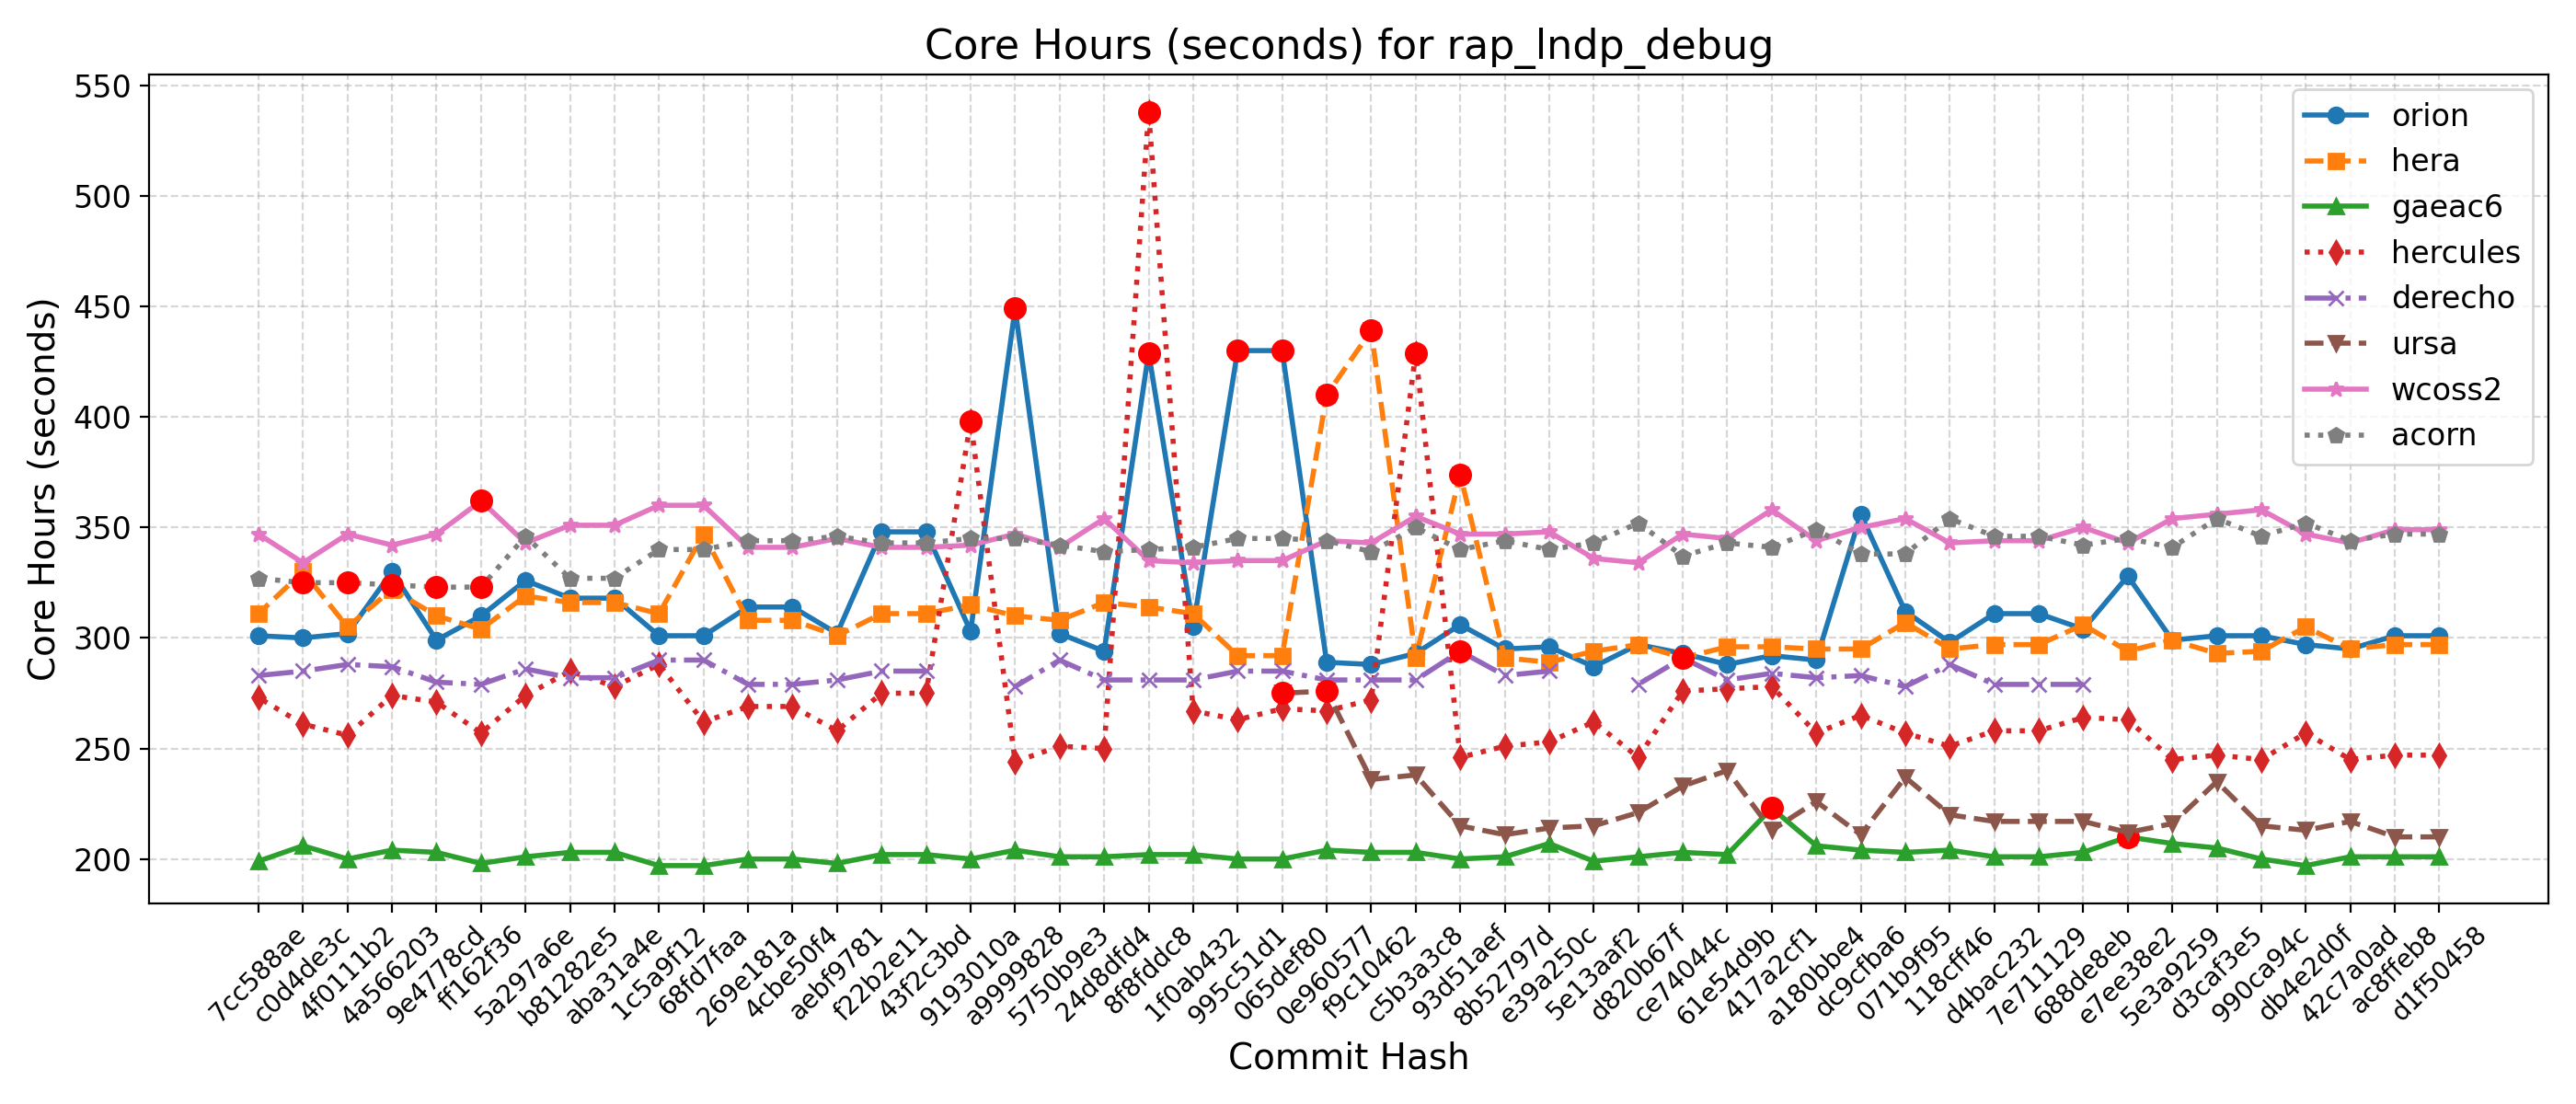 Core Hours (seconds) for rap_lndp_debug
Core Hours (seconds)
550
500
450
400
350
300
250
200
orion
hera
gaeac6
hercules
derecho
ursa
wcoss2
acorn
7cc588ae
c0d4de3c
4f0111b2
4a566203
9e4778cd
ff162f36
5a297a6e
b81282e5
aba31a4e
1c5a9f12
68fd7faa
269e181a
4cbe50f4
aebf9781
f22b2e11
43f2c3bd
9193010a
a9999828
5750b9e3
24d8dfd4
8f8fddc8
1f0ab432
995c51d1
065def80
0e960577
f9c10462
c5b3a3c8
93d51aef
8b52797d
e39a250c
5e13aaf2
d820b67f
ce74044c
61e54d9b
417a2cf1
a180bbe4
dc9cfba6
071b9f95
118cff46
d4bac232
7e711129
688de8eb
e7ee38e2
5e3a9259
d3caf3e5
990ca94c
db4e2d0f
42c7a0ad
ac8ffeb8
d1f50458
Commit Hash